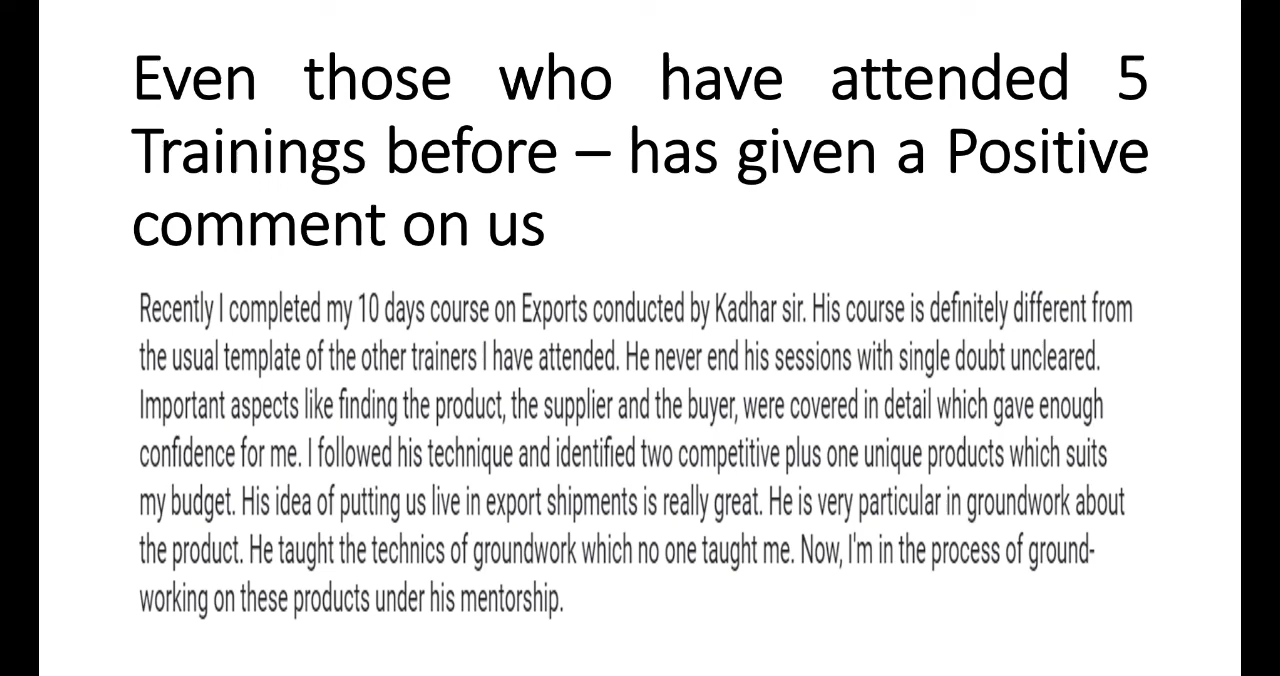 Even those who have attended 5
Trainings before – has given a Positive
comment on us
Recently I completed my 10 days course on Exports conducted by Kadhar sir. His course is definitely different from
the usual template of the other trainers I have attended. He never end his sessions with single doubt uncleared.
Important aspects like finding the product, the supplier and the buyer, were covered in detail which gave enough
confidence for me. I followed his technique and identified two competitive plus one unique products which suits
my budget. His idea of putting us live in export shipments is really great. He is very particular in groundwork about
the product. He taught the technics of groundwork which no one taught me. Now, I'm in the process of ground-
working on these products under his mentorship.